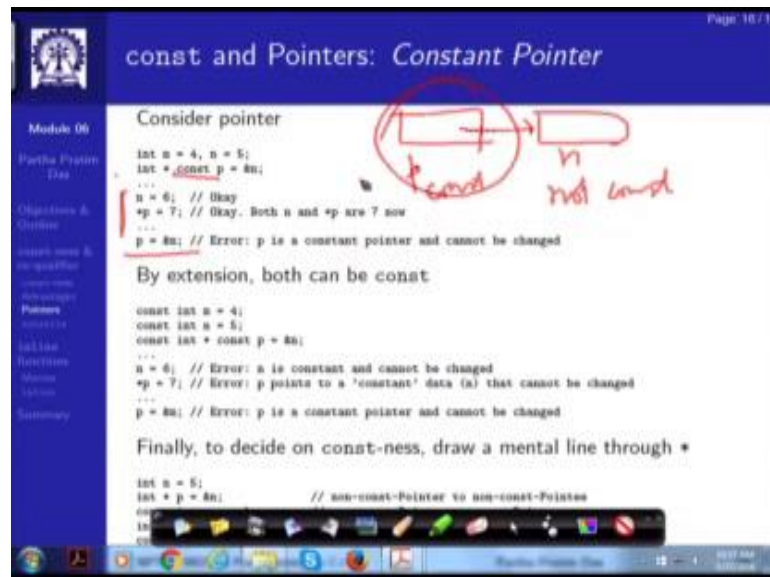 Page: 16/1
const and Pointers: Constant Pointer
Module 06
Partha Pratim
Das
Objectives &
Outline
Pointers
inline
functions
Macros
Summary
Consider pointer
int m = 4, n = 5;
int * const p = &n;
...
n = 6; // Okay
*p = 7; // Okay. Both n and *p are 7 now
...
p = &m; // Error: p is a constant pointer and cannot be changed
p const
n
not const
By extension, both can be const
const int m = 4;
const int n = 5;
const int * const p = &n;
...
n = 6; // Error: n is constant and cannot be changed
*p = 7; // Error: p points to a 'constant' data (n) that cannot be changed
...
p = &m; // Error: p is a constant pointer and cannot be changed
Finally, to decide on const-ness, draw a mental line through *
int n = 5;
int * p = &n; // non-const-Pointer to non-const-Pointee
Partha Pratim Das